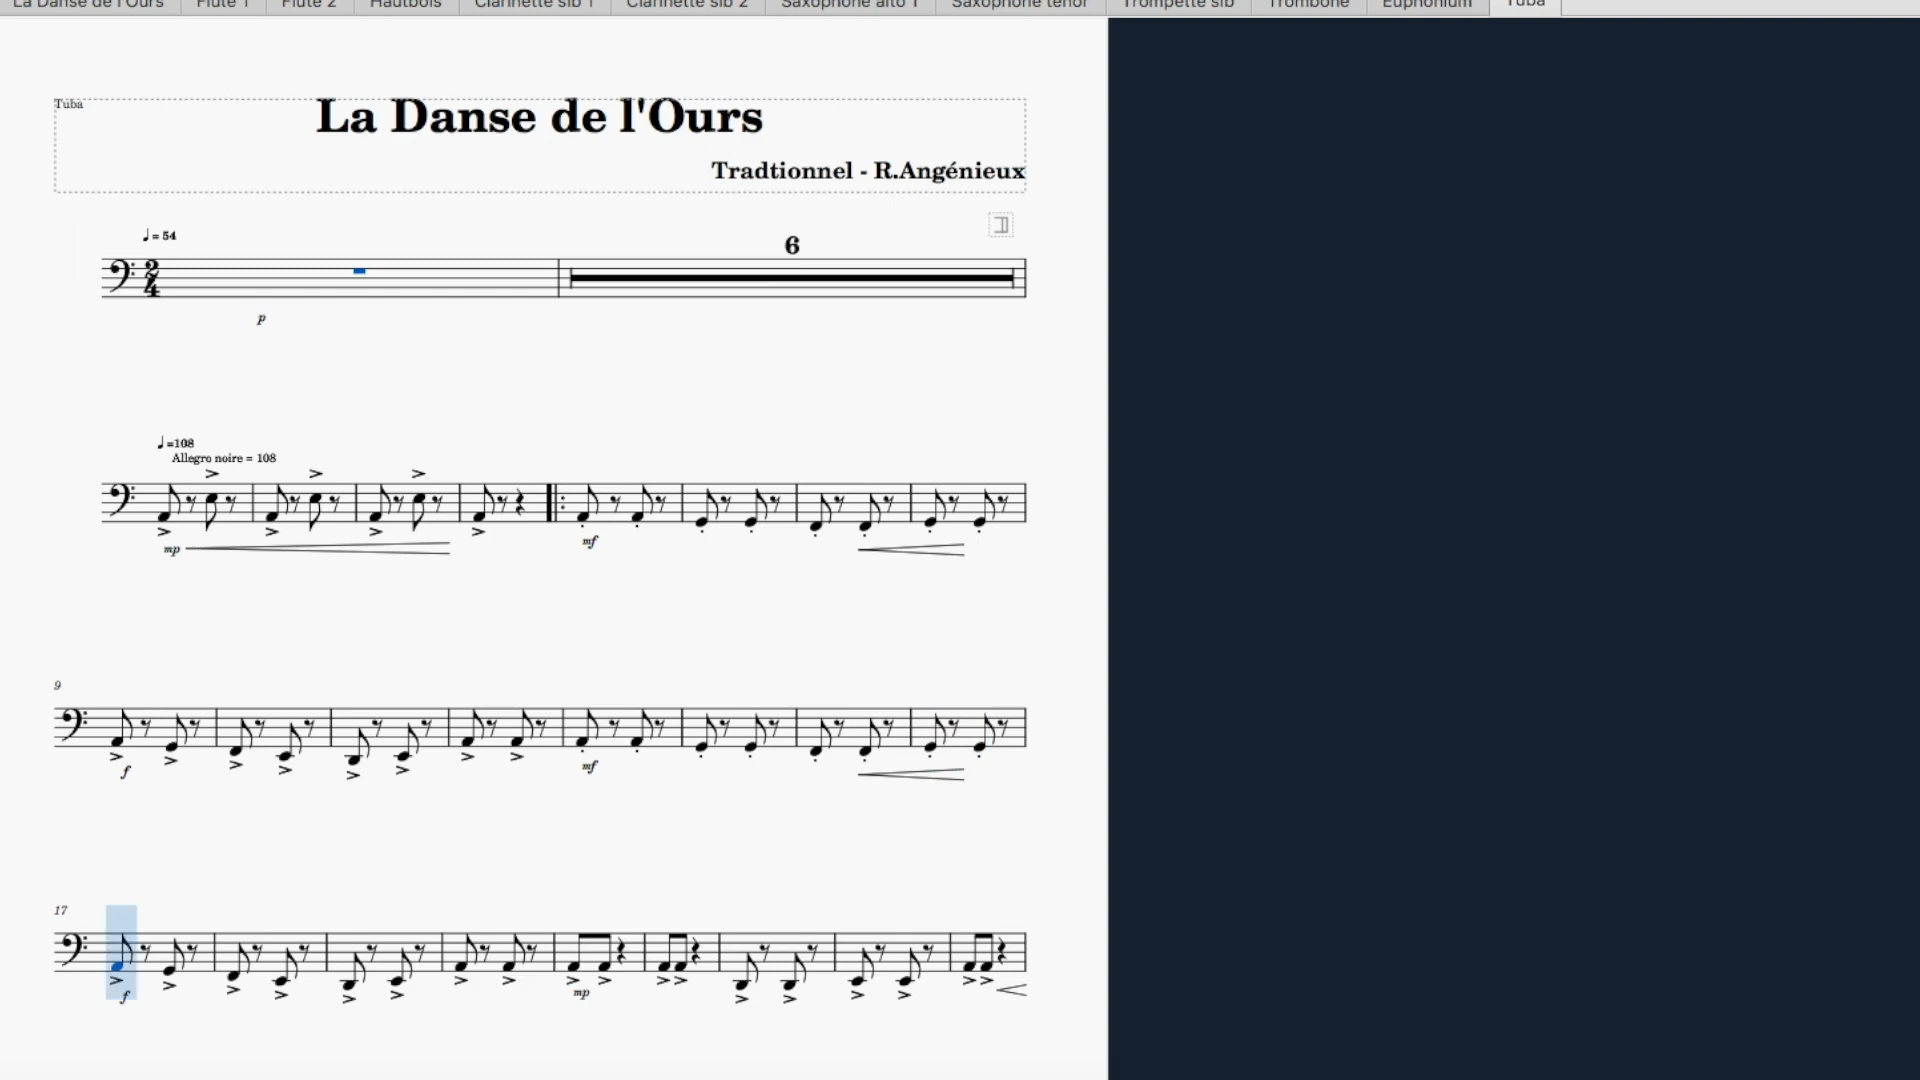 La Danse de l'Ours Flûte 1 Flûte 2 Hautbois Clarinette sib 1 Clarinette sib 2 Saxophone alto 1 Saxophone ténor Trompette sib Trombone Euphonium Tuba
Tuba
La Danse de l'Ours
Tradtionnel - R.Angénieux
= 54
6
2
4
p
=108
Allegro noire = 108
mp
mf
9
f
mf
17
f
mp